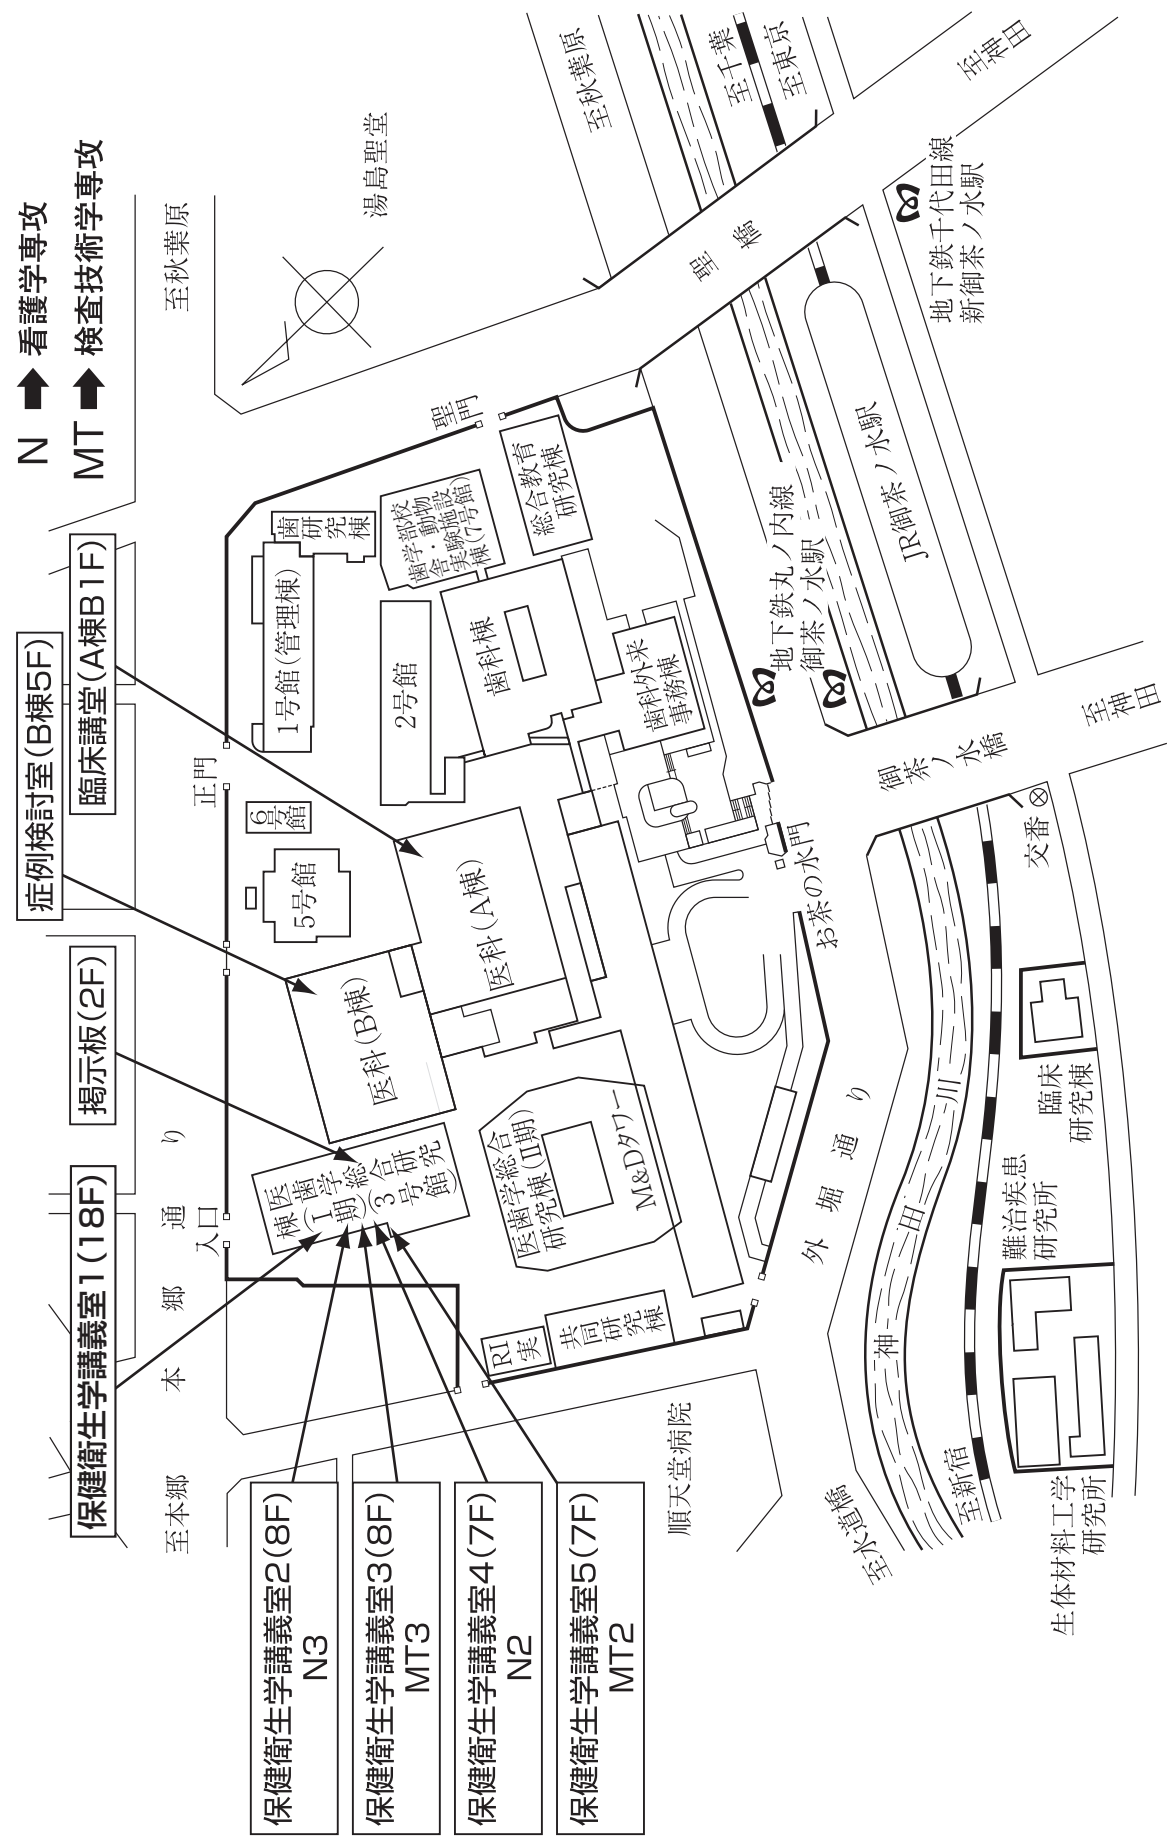 N➡看護学専攻
MT➡検査技術学専攻
症例検討室(B棟5F)
臨床講堂(A棟B1F)
掲示板(2F)
保健衛生学講義室1(18F)
保健衛生学講義室2(8F)
N3
保健衛生学講義室3(8F)
MT3
保健衛生学講義室4(7F)
N2
保健衛生学講義室5(7F)
MT2
至本郷
本郷通り
至秋葉原
入口
正門
聖門
湯島聖堂
1号館(管理棟)
歯研究棟
6号館
5号館
2号館
歯学部校
舎・動物
実験施設
棟(7号館)
総合教育
研究棟
歯科棟
歯科外来
事務棟
医科(A棟)
医科(B棟)
医歯学総合研究
棟(I期)(3号館)
医歯学総合
研究棟(II期)
M&Dタワー
RI
実
共同研究棟
順天堂病院
お茶の水門
外堀通り
至水道橋
神田川
至新宿
御茶ノ水橋
至神田
交番
臨床
研究棟
難治疾患
研究所
生体材料工学
研究所
地下鉄丸ノ内線
御茶ノ水駅
JR御茶ノ水駅
聖橋
地下鉄千代田線
新御茶ノ水駅
至秋葉原
至千葉
至東京
至神田